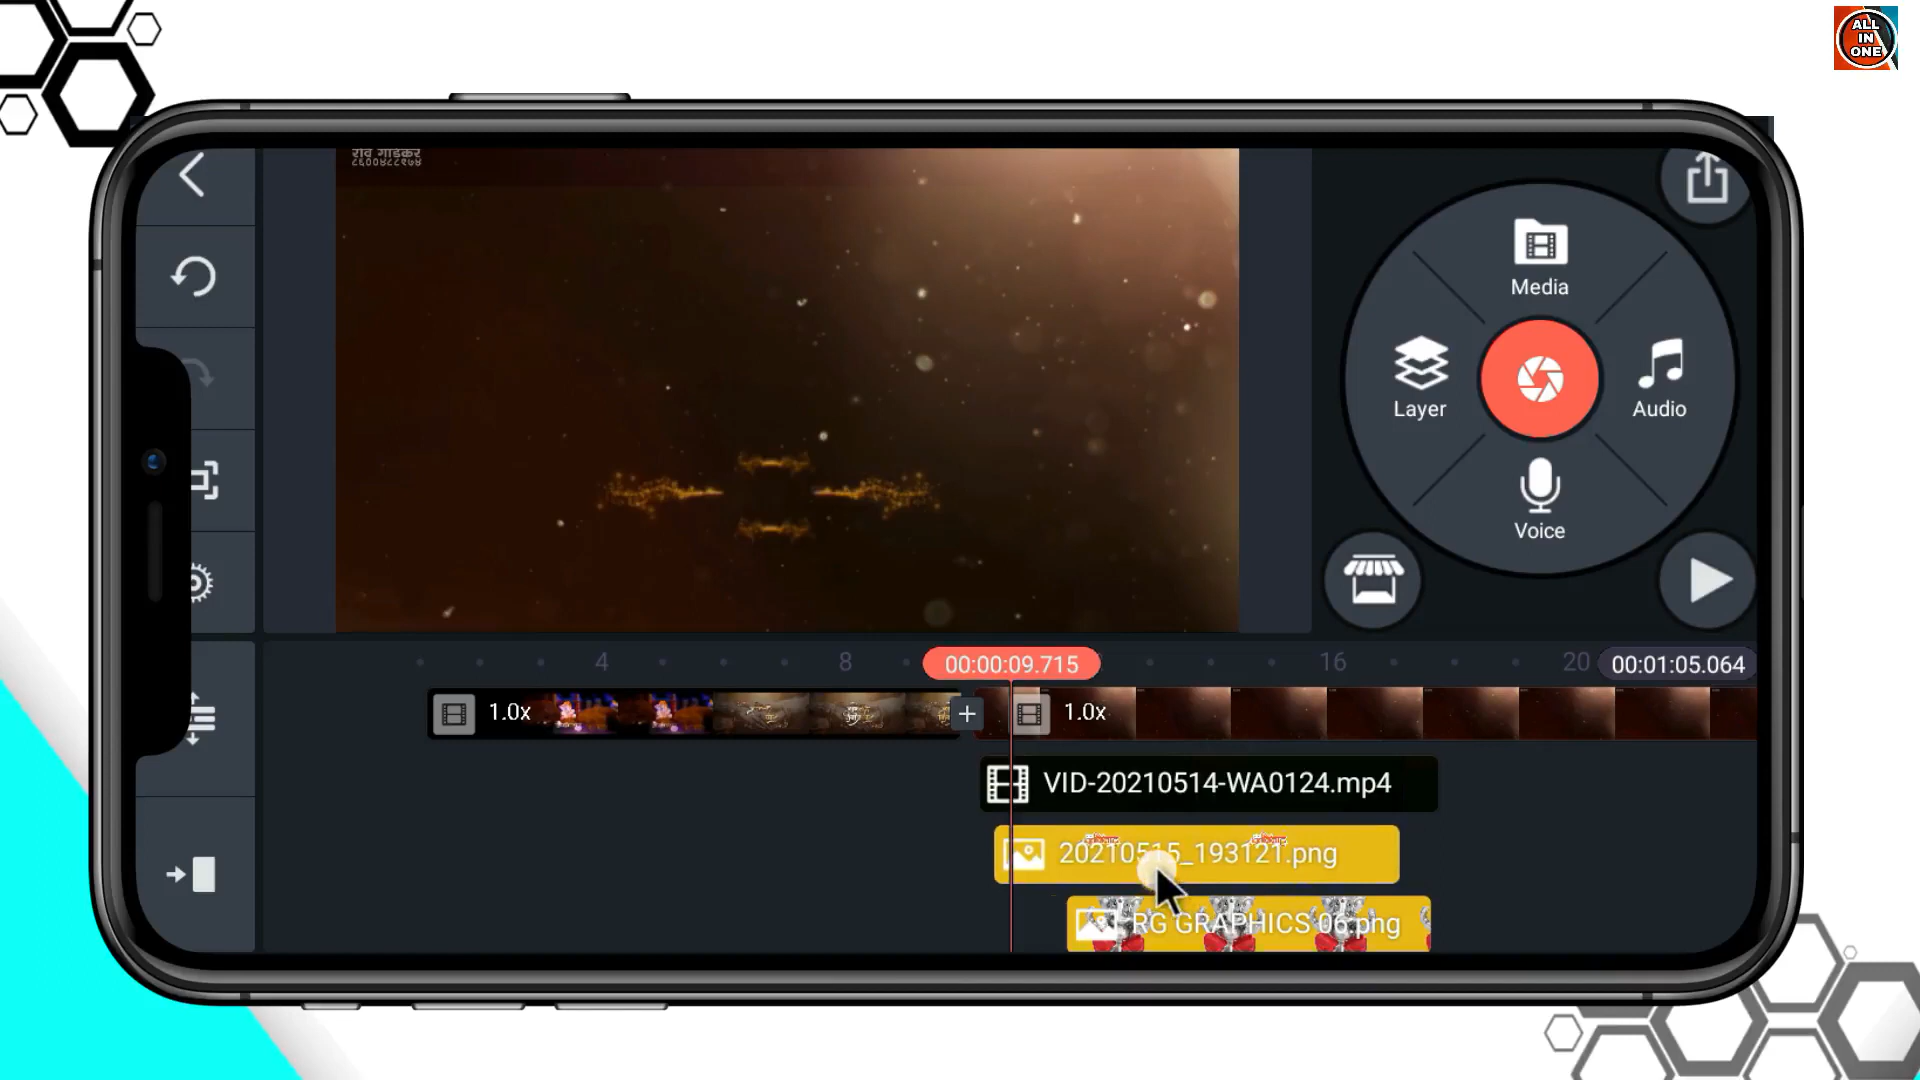 ALL
IN
ONE
८६००४८८९७४
Media
Layer
Audio
Voice
4
8
00:00:09.715
16
20
00:01:05.064
1.0x
1.0x
VID-20210514-WA0124.mp4
20210515_193121.png
RG GRAPHICS 06.png